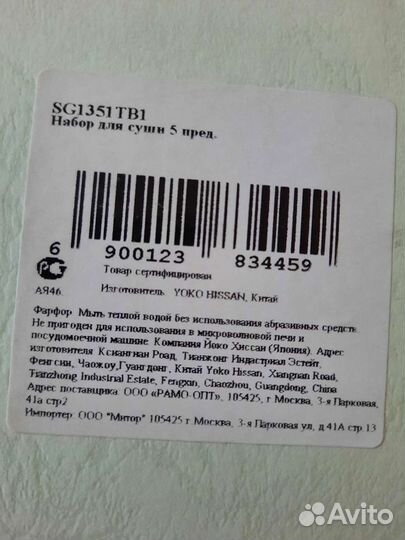 SG1351TB1
Набор для суши 5 пред.
6 900123 834459
Товар сертифицирован
РСТ
АЯ46. Изготовитель YOKO HISSAN, Китай
Фарфор. Мыть теплой водой без использования абразивных средств.
Не пригоден для использования в микроволновой печи и
посудомоечной машине. Компания Йоко Хиссан (Япония). Адрес
изготовителя Ксиангиан Роад, Тианжонг Индастриал Эстейт,
Фенгсин, Чаожоу, Гуангдонг, Китай Yoko Hissan, Xiangian Road,
Tianzhong Industrial Estate, Fengxin, Chaozhou, Guangdong, China
Адрес поставщика: ООО «РАМО-ОПТ», 105425, г Москва, 3-я Парковая,
41а стр2
Импортер: ООО "Митор" 105425 г Москва, 3-я Парковая ул, д 41А стр 13
Avito